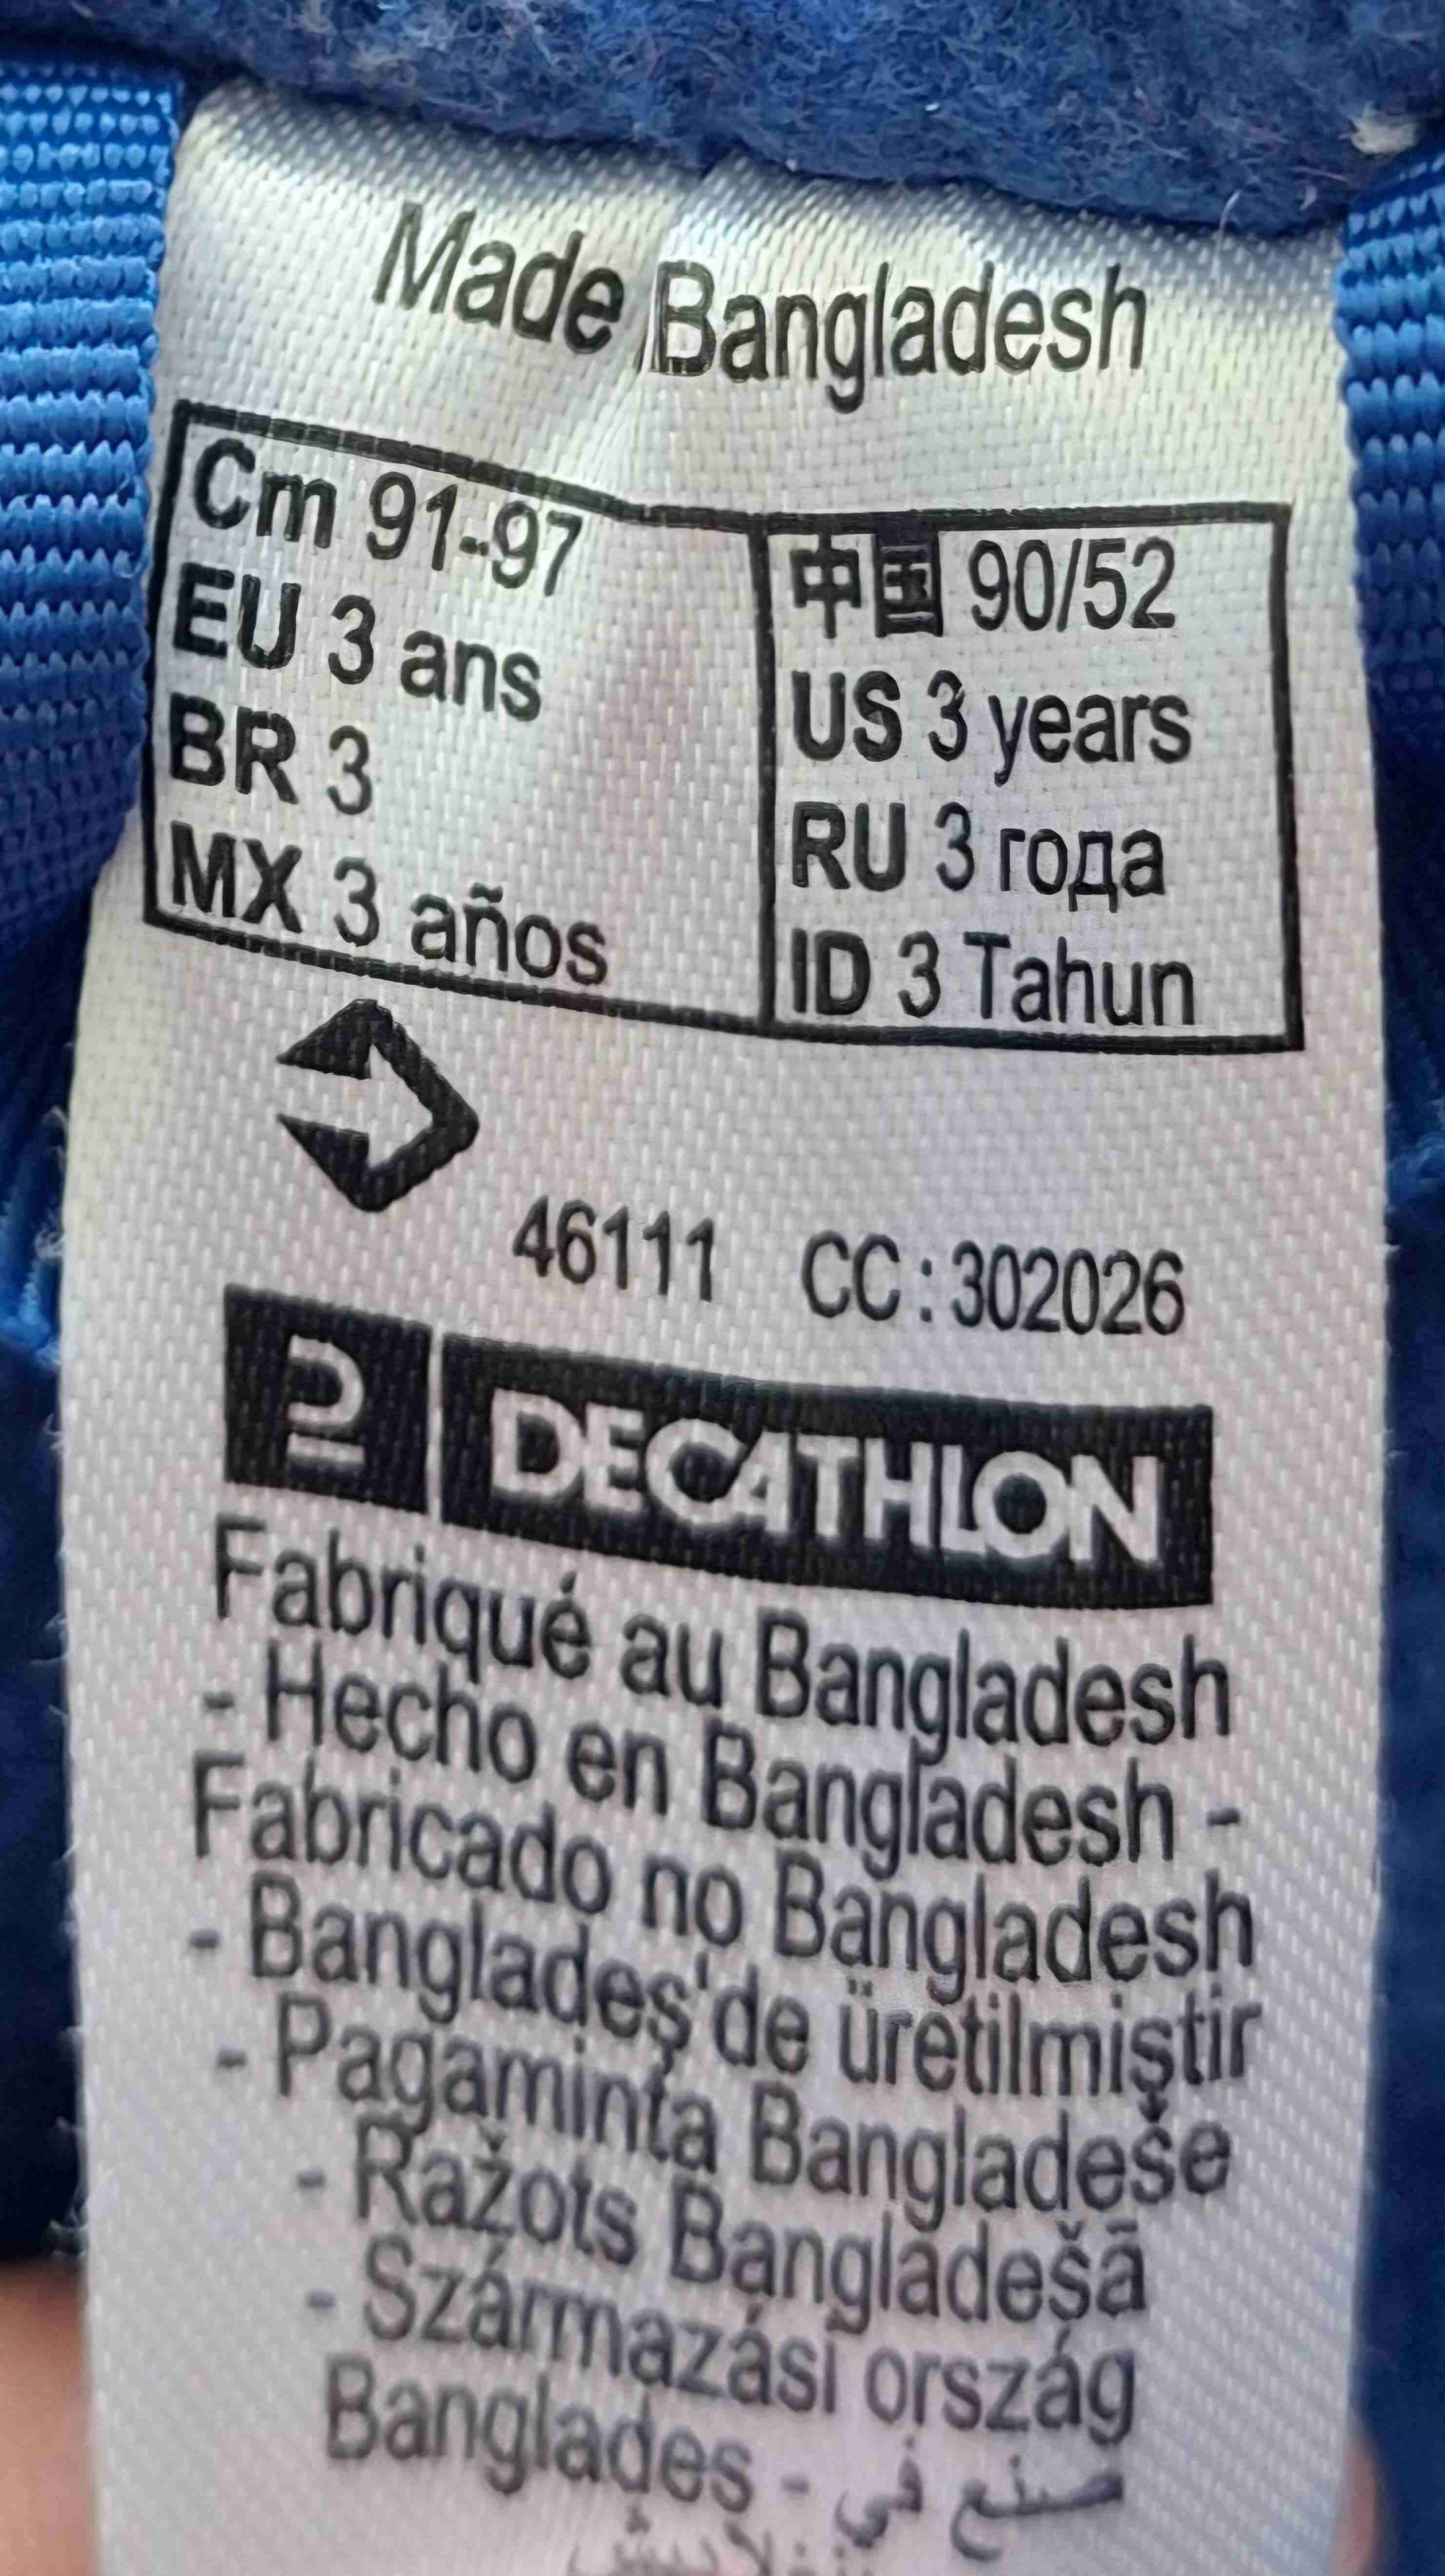 Made Bangladesh
Cm 91-97
EU 3 ans
BR 3
MX 3 años
中国 90/52
US 3 years
RU 3 года
ID 3 Tahun
46111 CC:302026
DECATHLON
Fabriqué au Bangladesh
- Hecho en Bangladesh -
Fabricado no Bangladesh
- Bangladeş'de üretilmiştir
- Pagaminta Bangladeše
- Ražots Bangladešā
- Származási ország
Banglades - صنع في